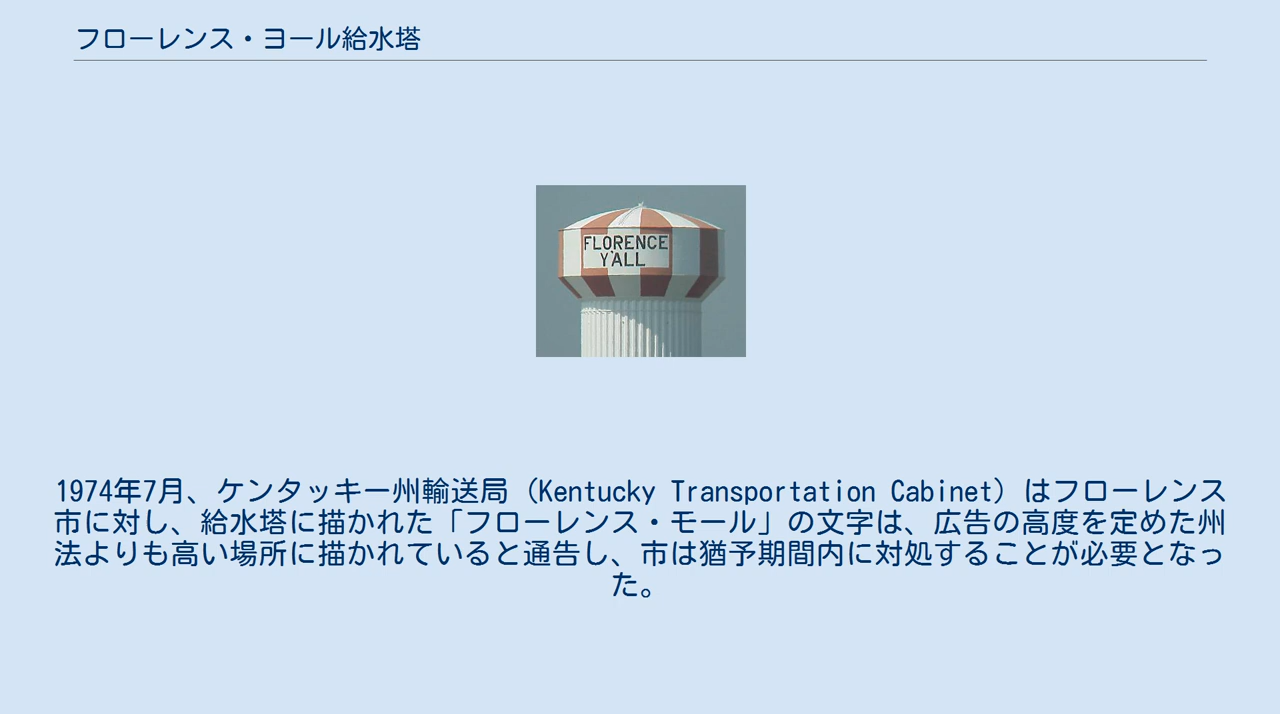 フローレンス・ヨール給水塔
FLORENCE
Y'ALL
1974年7月、ケンタッキー州輸送局（Kentucky Transportation Cabinet）はフローレンス
市に対し、給水塔に描かれた「フローレンス・モール」の文字は、広告の高度を定めた州
法よりも高い場所に描かれていると通告し、市は猶予期間内に対処することが必要となっ
た。